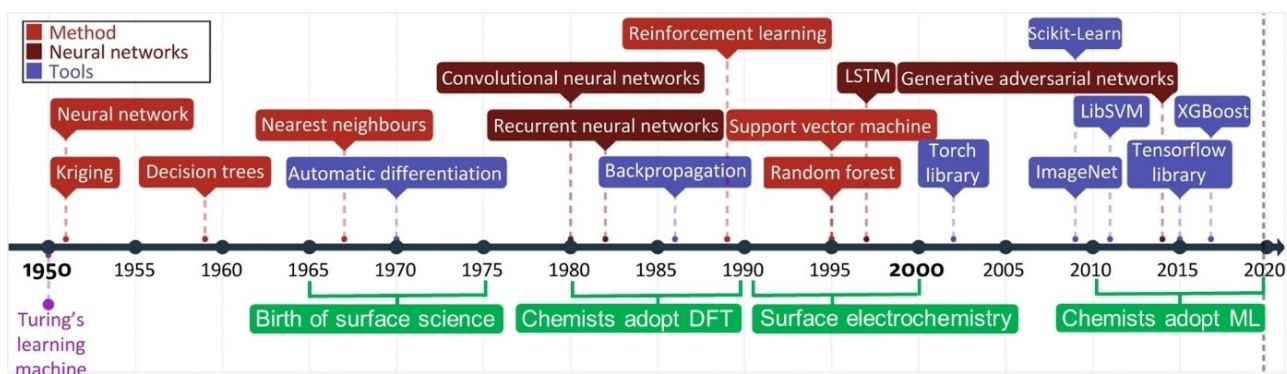 Method
Neural networks
Tools
Reinforcement learning
Scikit-Learn
Convolutional neural networks
LSTM
Generative adversarial networks
Neural network
Nearest neighbours
Recurrent neural networks
Support vector machine
LibSVM
XGBoost
Kriging
Decision trees
Automatic differentiation
Backpropagation
Random forest
Torch
library
ImageNet
Tensorflow
library
1950
1955
1960
1965
1970
1975
1980
1985
1990
1995
2000
2005
2010
2015
2020
Turing's
learning
machine
Birth of surface science
Chemists adopt DFT
Surface electrochemistry
Chemists adopt ML